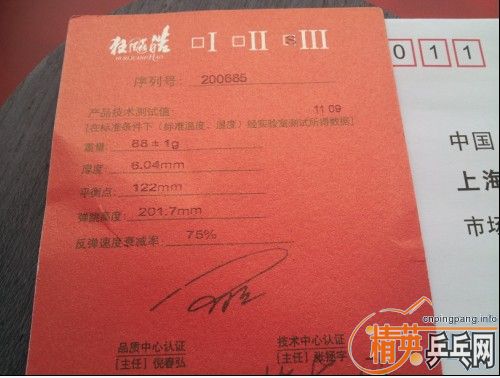 狂飚皓 □I □II ☒III
HURRICANE HAO
序列号: 200685
产品技术测试值: 11 09
[在标准条件下(标准温度、湿度)经实验室测试所得数据]
重量: 88±1g
厚度: 6.04mm
平衡点: 122mm
弹跳高度: 201.7mm
反弹速度衰减率: 75%
品质中心认证
[主任] 倪春弘
技术中心认证
[主任]
011
中国
上海
市场
cnpingpang.info
精英乒乓网